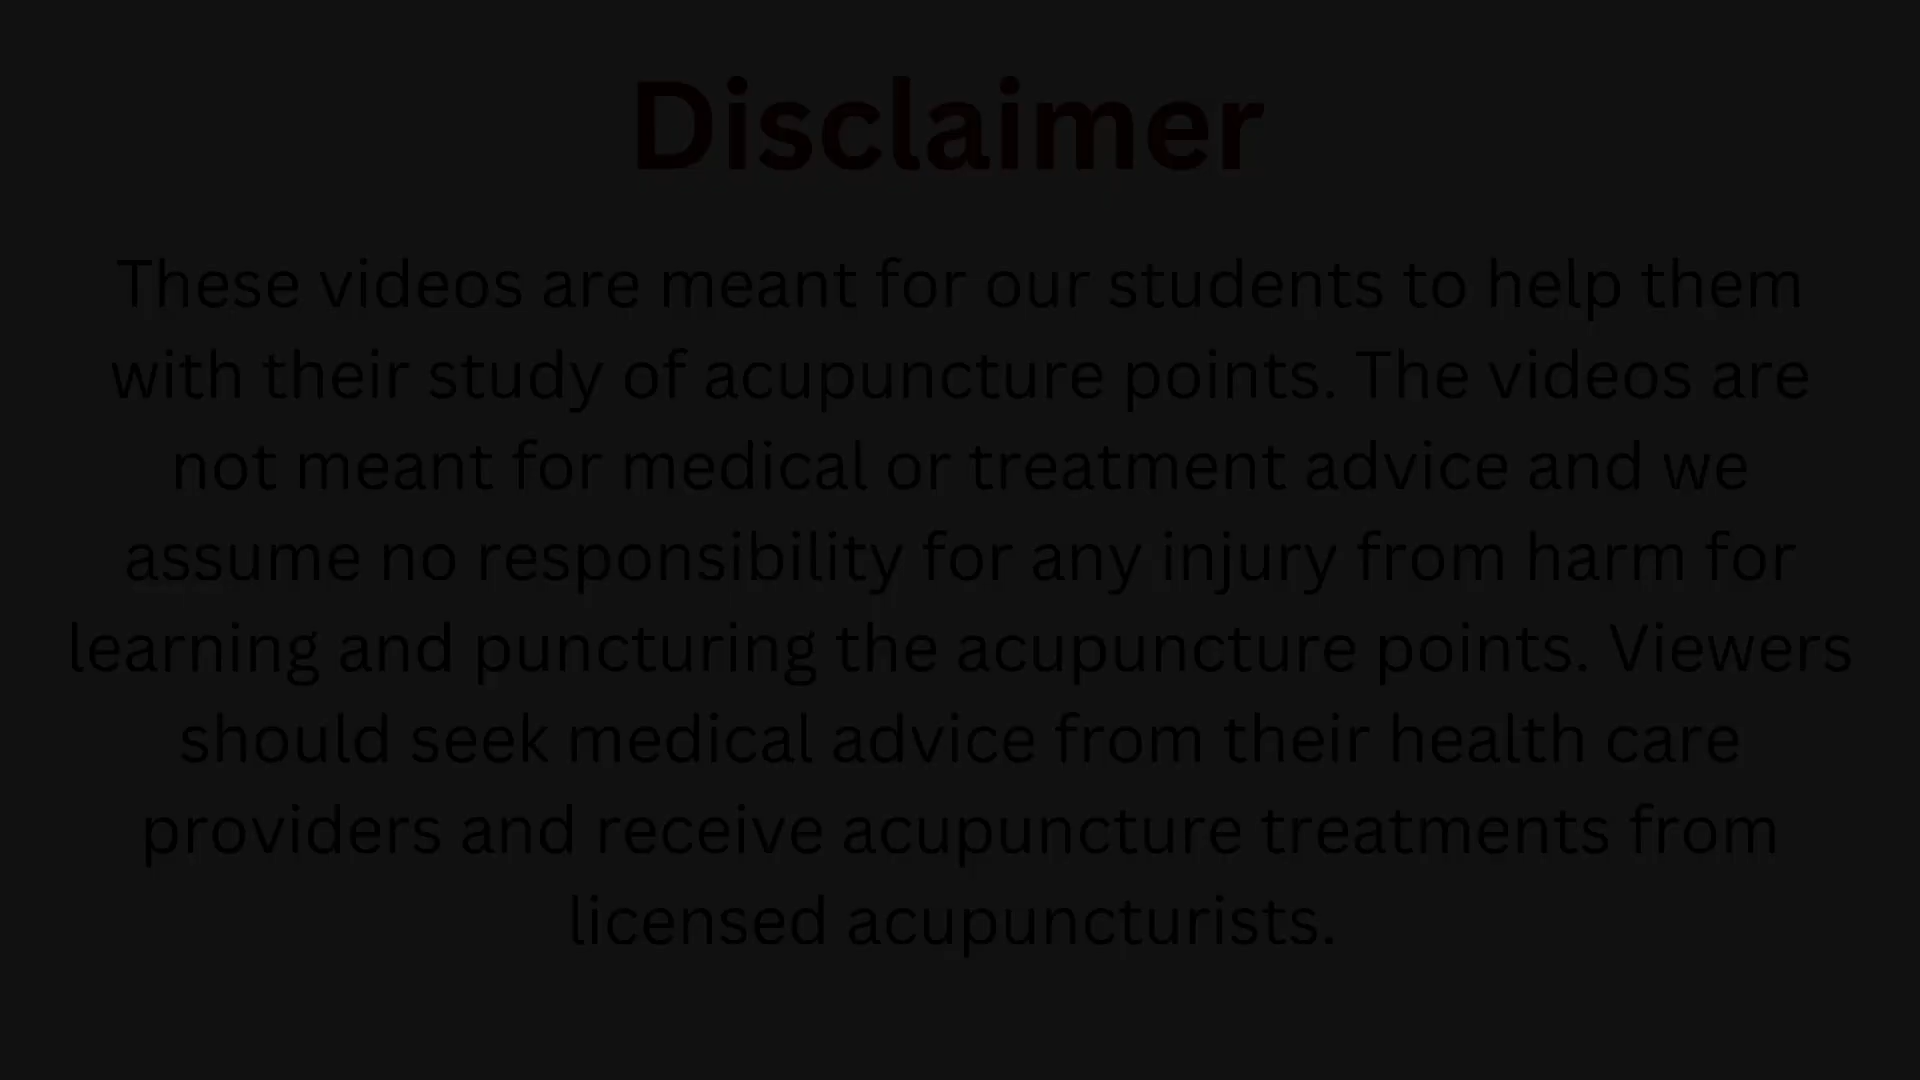 Disclaimer
These videos are meant for our students to help them
with their study of acupuncture points. The videos are
not meant for medical or treatment advice and we
assume no responsibility for any injury from harm for
learning and puncturing the acupuncture points. Viewers
should seek medical advice from their health care
providers and receive acupuncture treatments from
licensed acupuncturists.